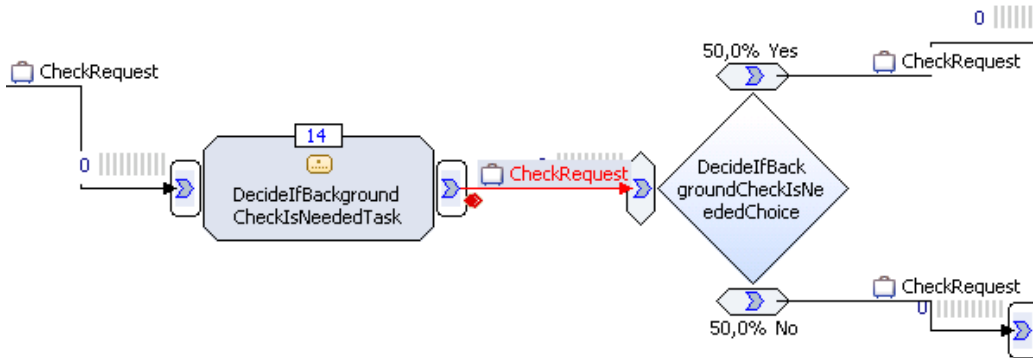 0
CheckRequest
50,0% Yes
CheckRequest
14
0
DecideIfBackground
CheckIsNeededTask
CheckRequest
DecideIfBack
groundCheckIsNe
ededChoice
CheckRequest
0
50,0% No